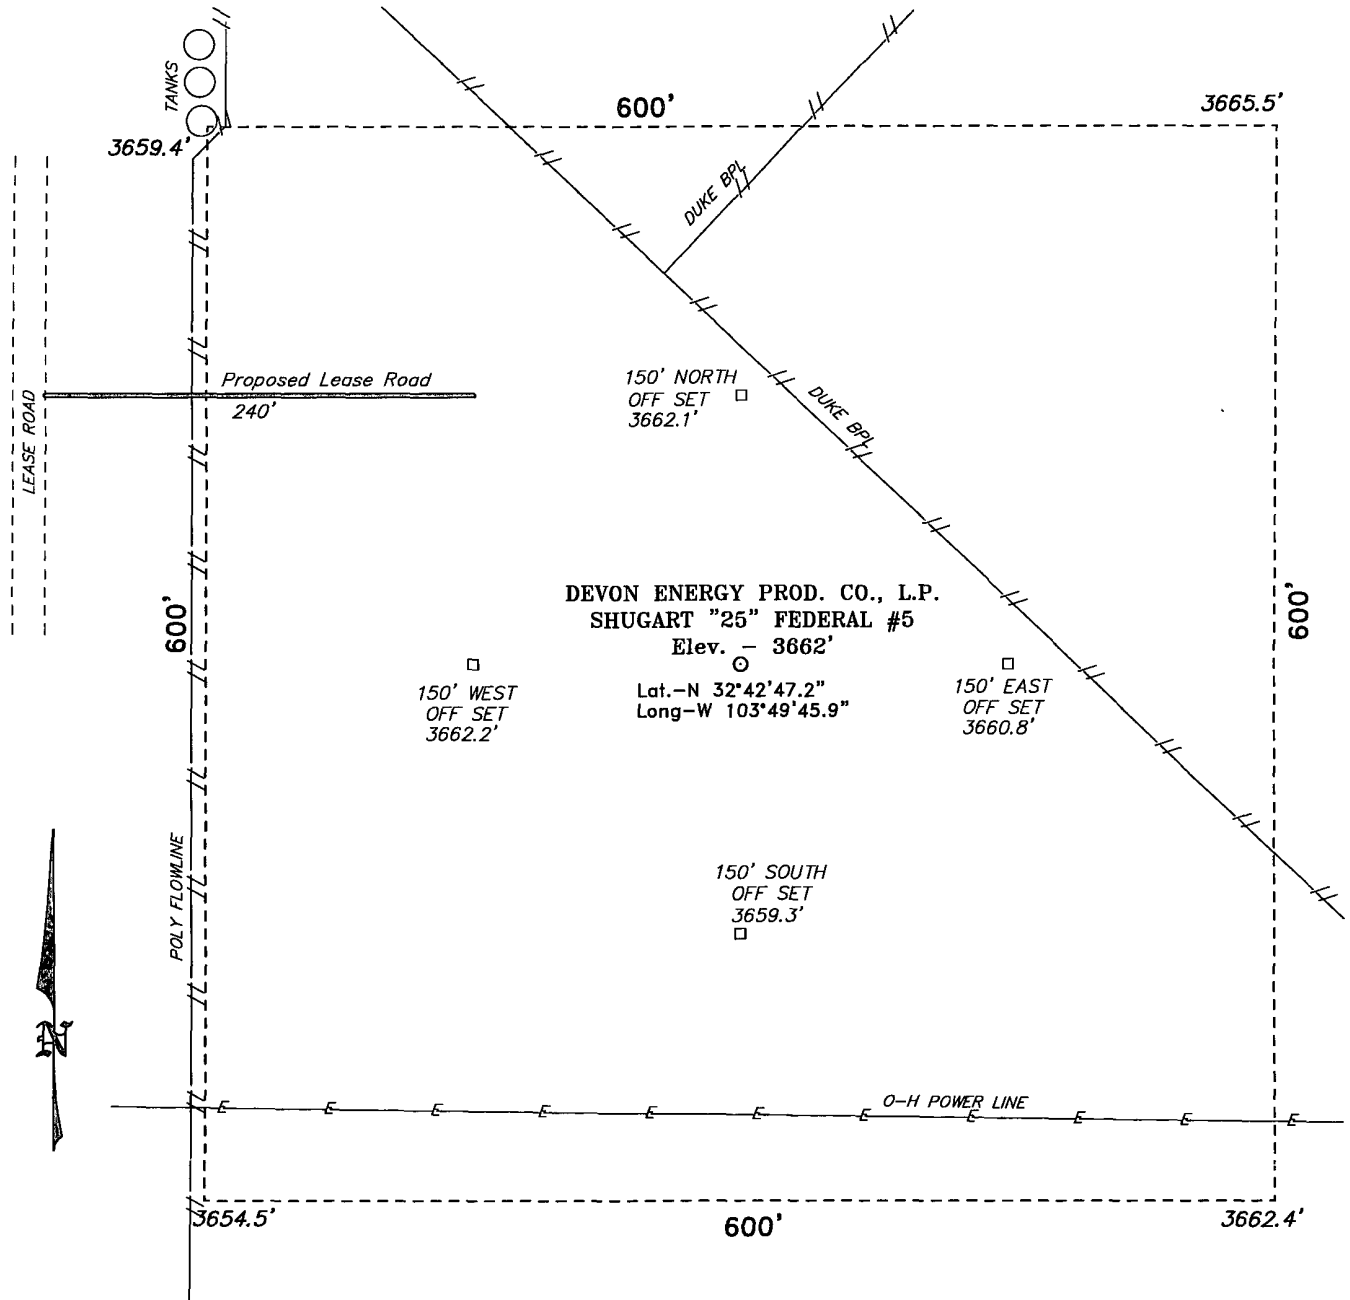 TANKS
600'
3665.5'
3659.4'
DUKE BPL
Proposed Lease Road
240'
LEASE ROAD
150' NORTH
OFF SET
3662.1'
DUKE BPL
600'
600'
DEVON ENERGY PROD. CO., L.P.
SHUGART "25" FEDERAL #5
Elev. - 3662'
Lat.-N 32°42'47.2"
Long-W 103°49'45.9"
150' WEST
OFF SET
3662.2'
150' EAST
OFF SET
3660.8'
POLY FLOWLINE
150' SOUTH
OFF SET
3659.3'
N
E E E E E E E E E E E
O-H POWER LINE
3654.5'
600'
3662.4'